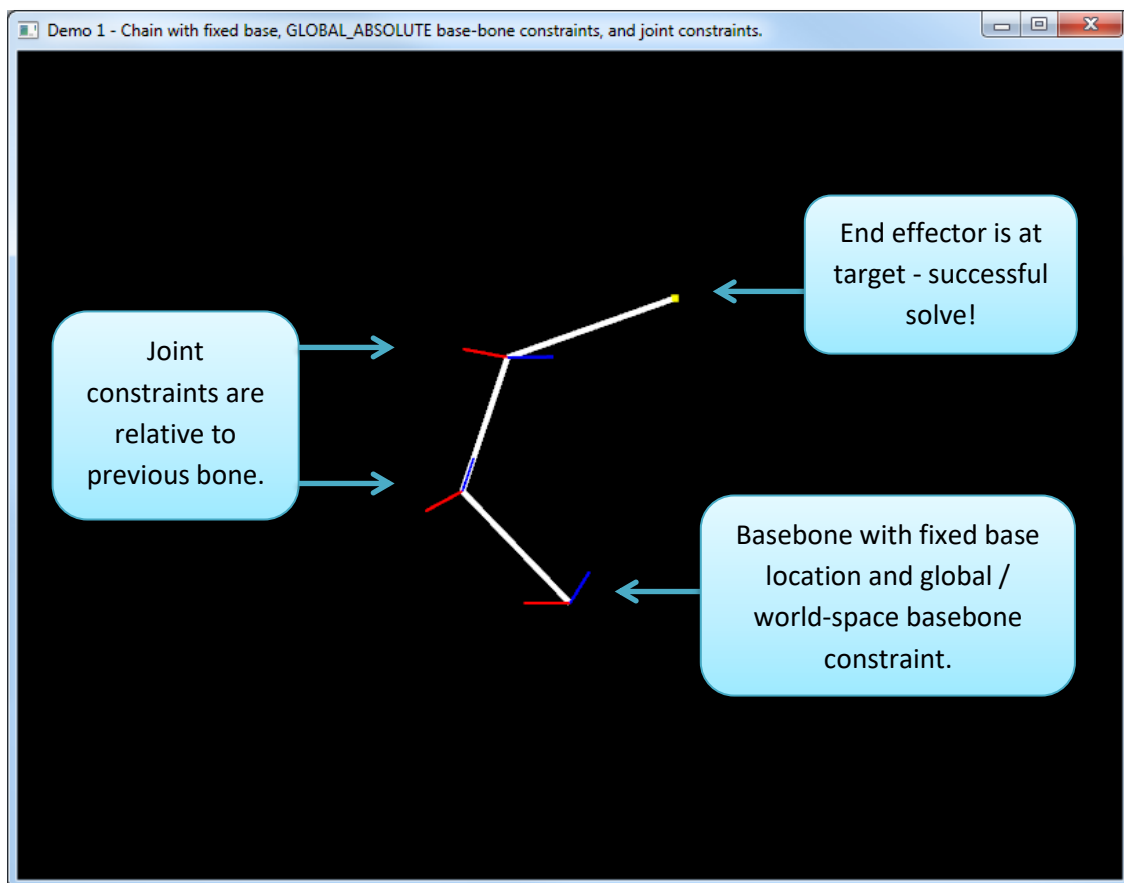 Demo 1 - Chain with fixed base, GLOBAL_ABSOLUTE base-bone constraints, and joint constraints.
End effector is at
target - successful
solve!
Joint
constraints are
relative to
previous bone.
Basebone with fixed base
location and global /
world-space basebone
constraint.